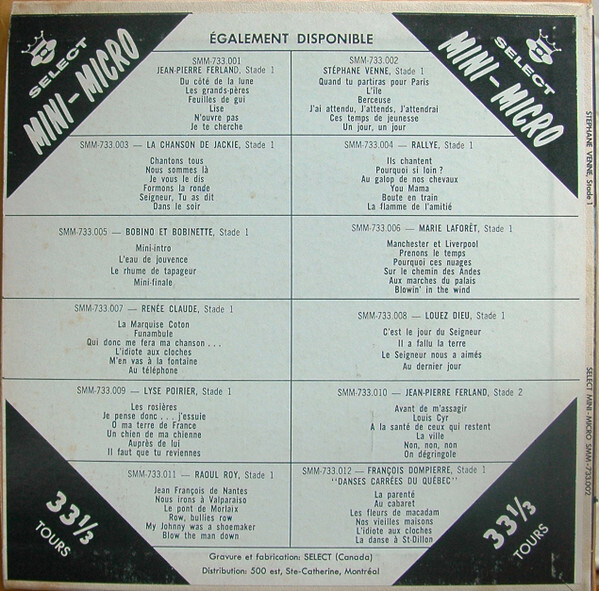 ÉGALEMENT DISPONIBLE
SELECT
MINI-MICRO
SELECT
MINI-MICRO
SMM-733.001
JEAN-PIERRE FERLAND, Stade 1
Du côté de la lune
Les grands-pères
Feuilles de gui
Lise
N'ouvre pas
Je te cherche
SMM-733.002
STÉPHANE VENNE, Stade 1
Quand tu partiras pour Paris
L'île
Berceuse
J'ai attendu, J'attends, J'attendrai
Ces temps de jeunesse
Un jour, un jour
SMM-733.003 — LA CHANSON DE JACKIE, Stade 1
Chantons tous
Nous sommes là
Je vous le dis
Formons la ronde
Seigneur, Tu as dit
Dans le soir
SMM-733.004 — RALLYE, Stade 1
Ils chantent
Pourquoi si loin ?
Au galop de nos chevaux
You Mama
Boute en train
La flamme de l'amitié
SMM-733.005 — BOBINO ET BOBINETTE, Stade 1
Mini-intro
L'eau de jouvence
Le rhume de tapageur
Mini-finale
SMM-733.006 — MARIE LAFORÊT, Stade 1
Manchester et Liverpool
Prenons le temps
Pourquoi ces nuages
Sur le chemin des Andes
Aux marches du palais
Blowin' in the wind
SMM-733.007 — RENÉE CLAUDE, Stade 1
La Marquise Coton
Funambule
Qui donc me fera ma chanson ...
L'idiote aux cloches
M'en vas à la fontaîne
Au téléphone
SMM-733.008 — LOUEZ DIEU, Stade 1
C'est le jour du Seigneur
Il a fallu la terre
Le Seigneur nous a aimés
Au dernier jour
SMM-733.009 — LYSE POIRIER, Stade 1
Les rosières
Je pense donc ... j'essuie
O ma terre de France
Un chien de ma chienne
Auprès de lui
Il faut que tu reviennes
SMM-733.010 — JEAN-PIERRE FERLAND, Stade 2
Avant de m'assagir
Louis Cyr
A la santé de ceux qui restent
La ville
Non, non, non
On dégringole
SMM-733.011 — RAOUL ROY, Stade 1
Jean François de Nantes
Nous irons à Valparaiso
Le pont de Morlaix
Row, bullies row
My Johnny was a shoemaker
Blow the man down
SMM-733.012 — FRANÇOIS DOMPIERRE, Stade 1
"DANSES CARRÉES DU QUÉBEC"
La parenté
Au cabaret
Les fleurs de macadam
Nos vieilles maisons
L'idiote aux cloches
La danse à St-Dillon
33⅓
TOURS
33⅓
TOURS
Gravure et fabrication: SELECT (Canada)
Distribution: 500 est, Ste-Catherine, Montréal
STEPHANE VENNE, Stade 1
SELECT MINI-MICRO SMM-733.002